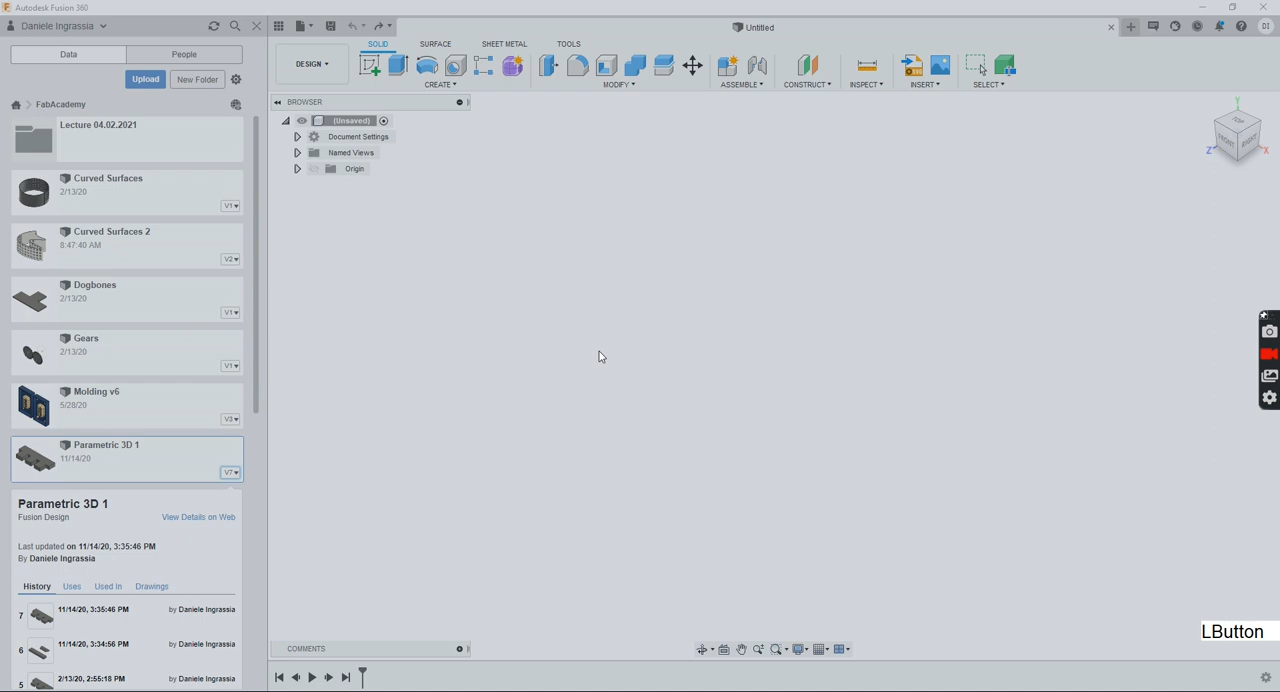 Autodesk Fusion 360
Daniele Ingrassia
Untitled
DI
Data
People
Upload
New Folder
FabAcademy
Lecture 04.02.2021
Curved Surfaces
2/13/20
V1
Curved Surfaces 2
8:47:40 AM
V2
Dogbones
2/13/20
V1
Gears
2/13/20
V1
Molding v6
5/28/20
V3
Parametric 3D 1
11/14/20
V7
Parametric 3D 1
Fusion Design
View Details on Web
Last updated on 11/14/20, 3:35:46 PM
By Daniele Ingrassia
History Uses Used In Drawings
7 11/14/20, 3:35:46 PM by Daniele Ingrassia
6 11/14/20, 3:34:56 PM by Daniele Ingrassia
5 2/13/20, 2:55:18 PM by Daniele Ingrassia
DESIGN
SOLID SURFACE SHEET METAL TOOLS
CREATE MODIFY ASSEMBLE CONSTRUCT INSPECT INSERT SELECT
BROWSER
(Unsaved)
Document Settings
Named Views
Origin
Y
TOP
FRONT
RIGHT
Z
X
LButton
COMMENTS